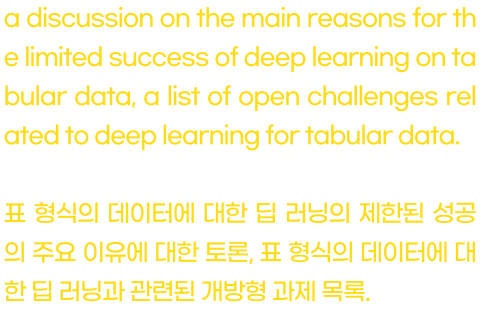 a discussion on the main reasons for th
e limited success of deep learning on ta
bular data, a list of open challenges rel
ated to deep learning for tabular data.
표 형식의 데이터에 대한 딥 러닝의 제한된 성공
의 주요 이유에 대한 토론, 표 형식의 데이터에 대
한 딥 러닝과 관련된 개방형 과제 목록.